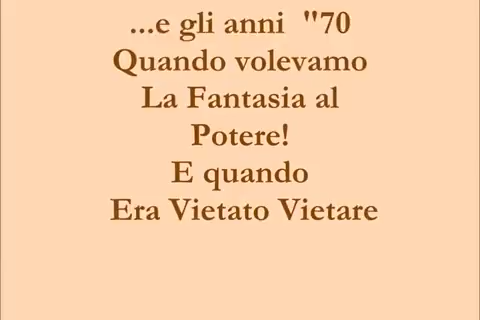 ...e gli anni  "70
Quando volevamo
La Fantasia al
Potere!
E quando
Era Vietato Vietare